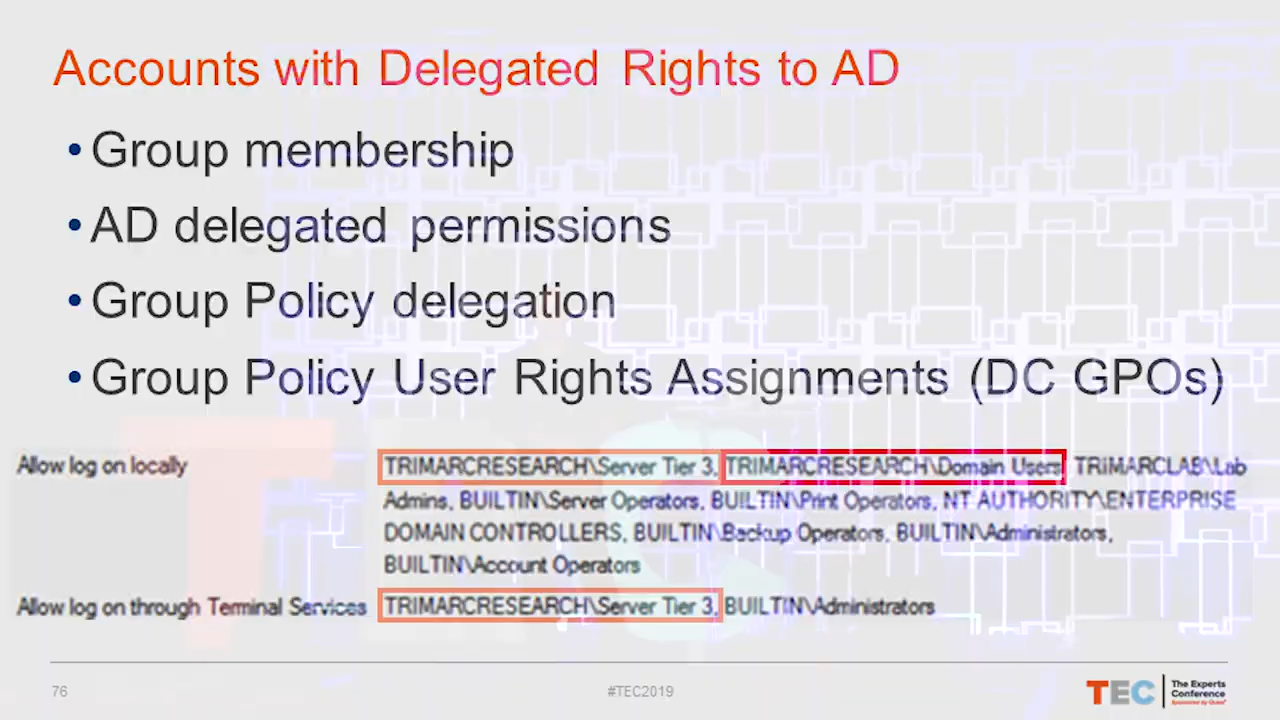 Accounts with Delegated Rights to AD
• Group membership
• AD delegated permissions
• Group Policy delegation
• Group Policy User Rights Assignments (DC GPOs)
Allow log on locally TRIMARCRESEARCH\Server Tier 3, TRIMARCRESEARCH\Domain Users, TRIMARCLAB\Lab
Admins, BUILTIN\Server Operators, BUILTIN\Print Operators, NT AUTHORITY\ENTERPRISE
DOMAIN CONTROLLERS, BUILTIN\Backup Operators, BUILTIN\Administrators,
BUILTIN\Account Operators
Allow log on through Terminal Services TRIMARCRESEARCH\Server Tier 3, BUILTIN\Administrators
76 #TEC2019 TEC The Experts
Conference
Sponsored by Quest